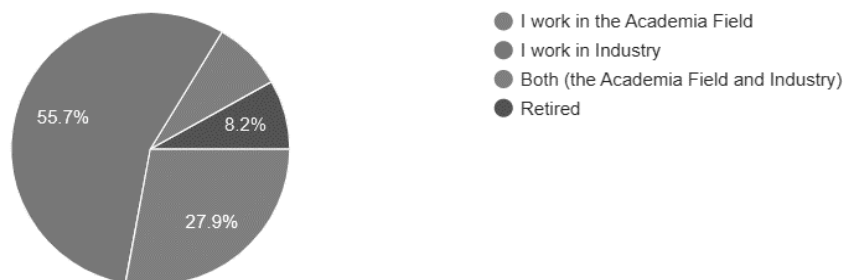 55.7%
8.2%
27.9%
I work in the Academia Field
I work in Industry
Both (the Academia Field and Industry)
Retired